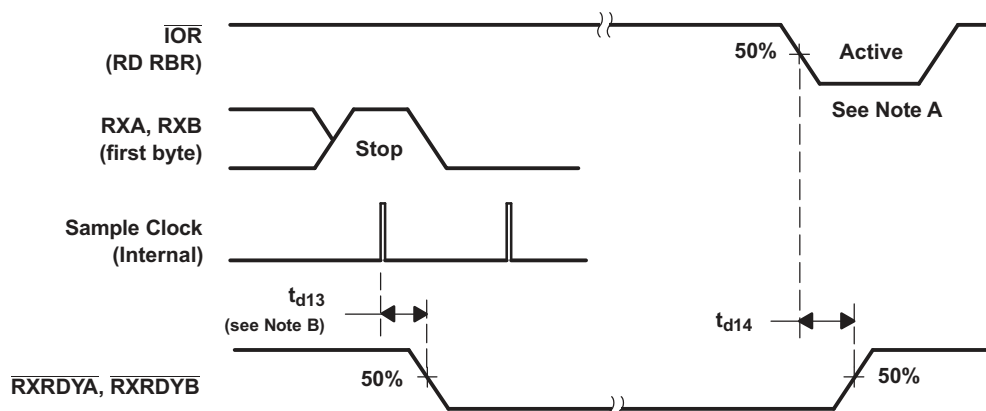 IOR
(RD RBR)
50%
Active
See Note A
RXA, RXB
(first byte)
Stop
Sample Clock
(Internal)
td13
(see Note B)
td14
RXRDYA, RXRDYB
50%
50%